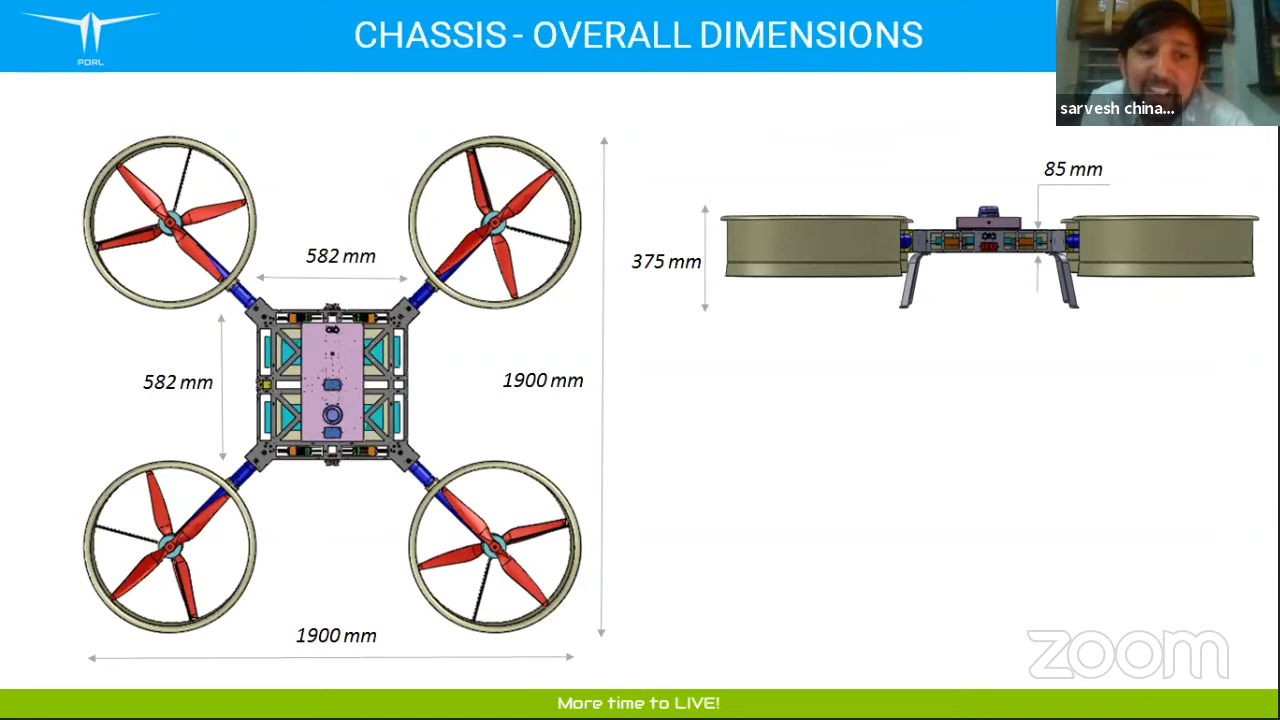 CHASSIS - OVERALL DIMENSIONS
PDRL
sarvesh china...
85 mm
582 mm
375 mm
582 mm
1900 mm
1900 mm
zoom
More time to LIVE!